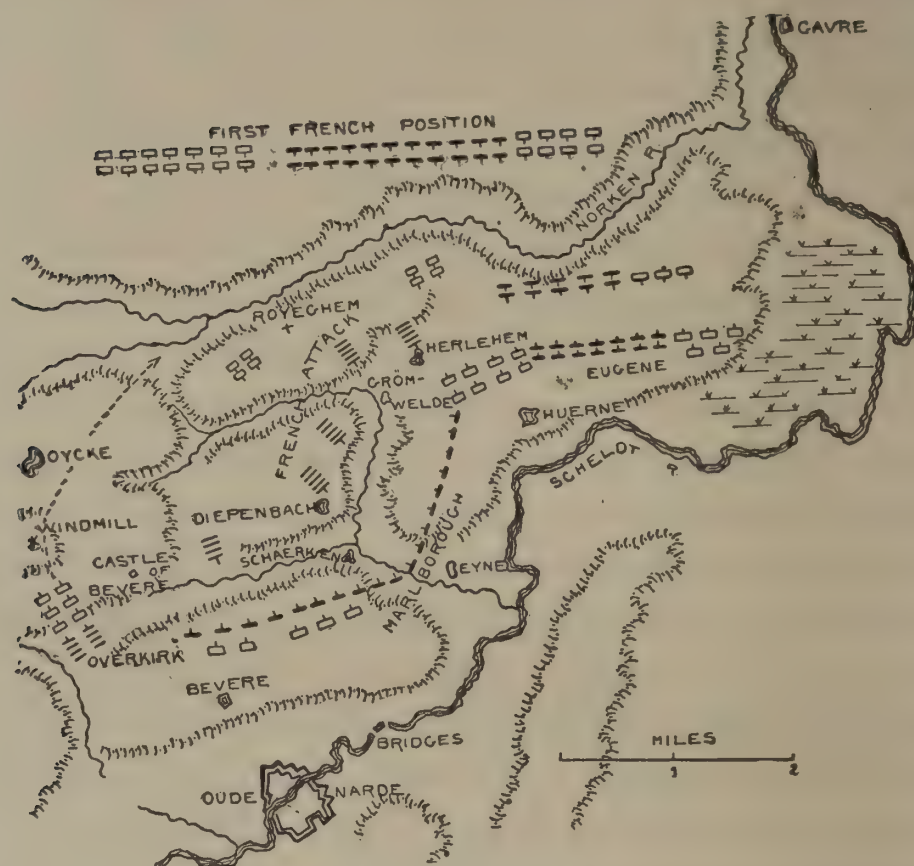 GAVRE
FIRST FRENCH POSITION
NORKEN R.
ROYEGHEM
FRENCH ATTACK
HERLEHEM
GRÖM-
WELDE
EUGENE
HUERNE
SCHELDT R
OYCKE
WINDMILL
DIEPENBACH
CASTLE
OF
BEVERE
SCHAERKEN
EYNE
MARLBOROUGH
OVERKIRK
BEVERE
BRIDGES
MILES
1 2
OUDE NARDE